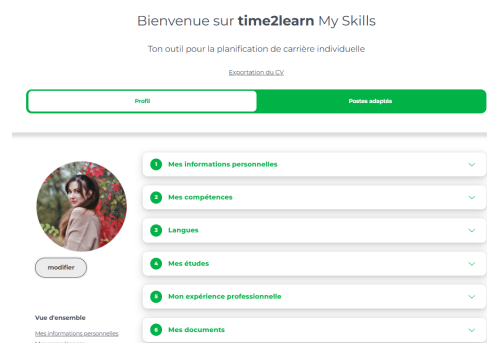 Bienvenue sur time2learn My Skills
Ton outil pour la planification de carrière individuelle
Exportation du CV
Profil
Postes adaptés
1 Mes informations personnelles
2 Mes compétences
3 Langues
4 Mes études
5 Mon expérience professionnelle
6 Mes documents
modifier
Vue d'ensemble
Mes informations personnelles